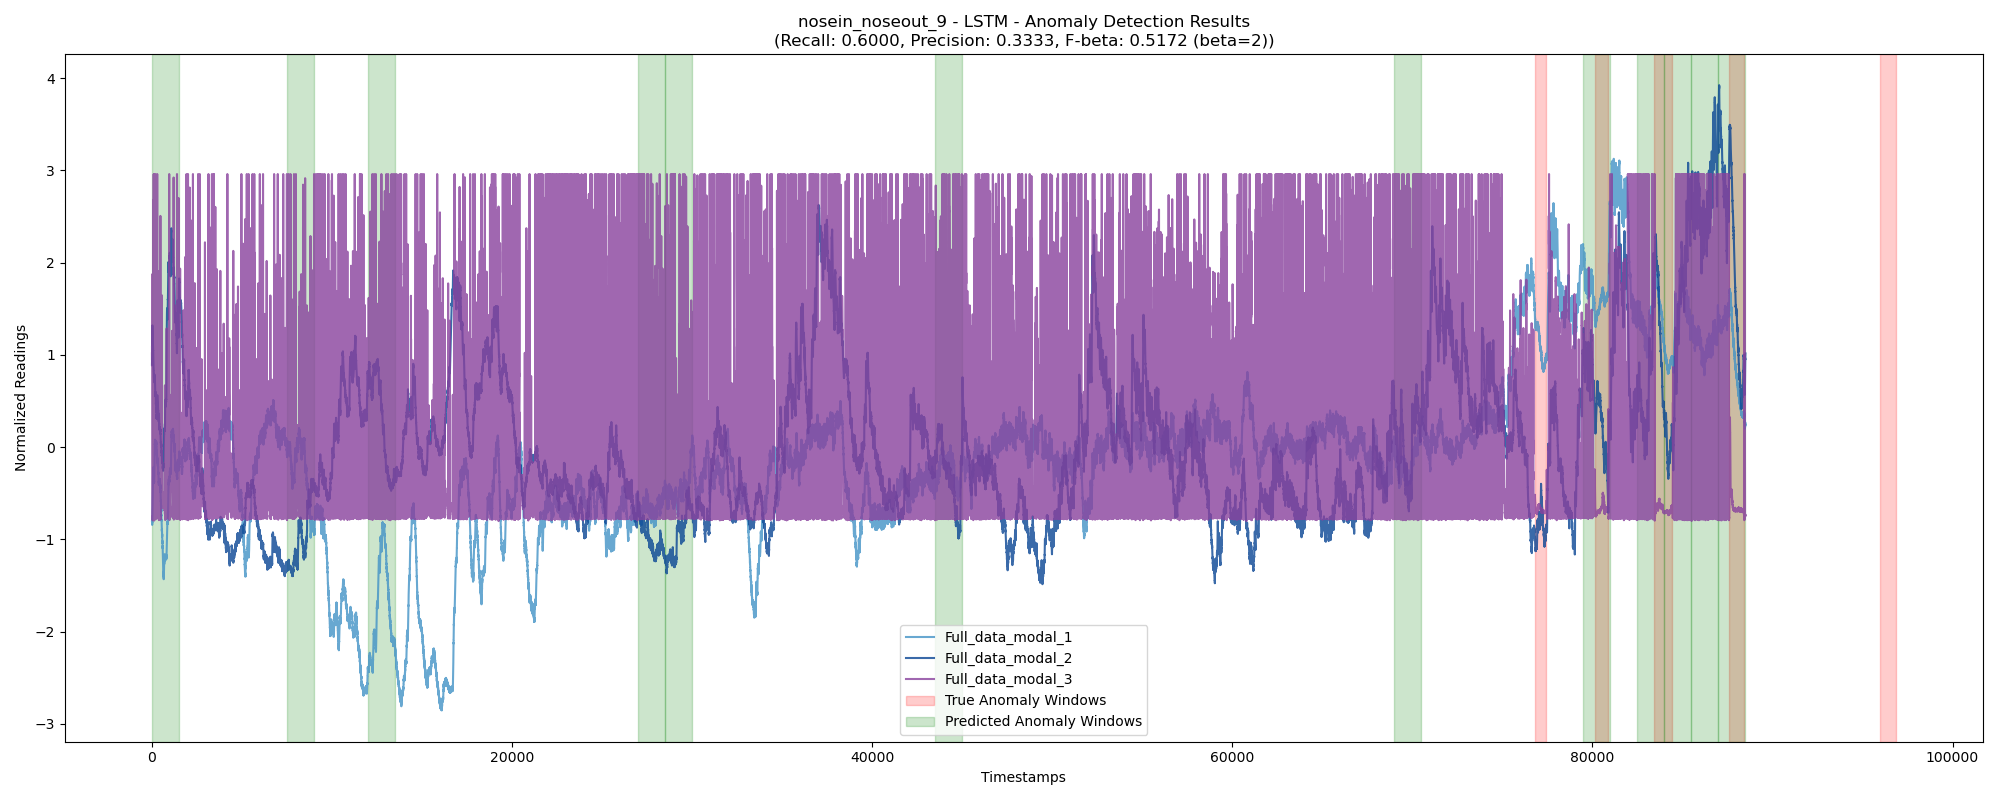 nosein_noseout_9 - LSTM - Anomaly Detection Results
(Recall: 0.6000, Precision: 0.3333, F-beta: 0.5172 (beta=2))
Normalized Readings
4
3
2
1
0
−1
−2
−3
Full_data_modal_1
Full_data_modal_2
Full_data_modal_3
True Anomaly Windows
Predicted Anomaly Windows
0 20000 40000 60000 80000 100000
Timestamps